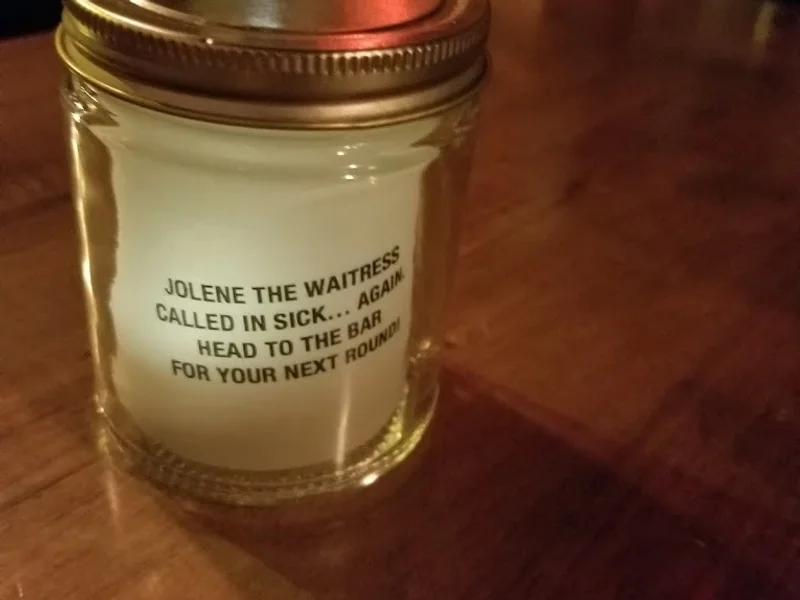 JOLENE THE WAITRESS
CALLED IN SICK... AGAIN.
HEAD TO THE BAR
FOR YOUR NEXT ROUND!